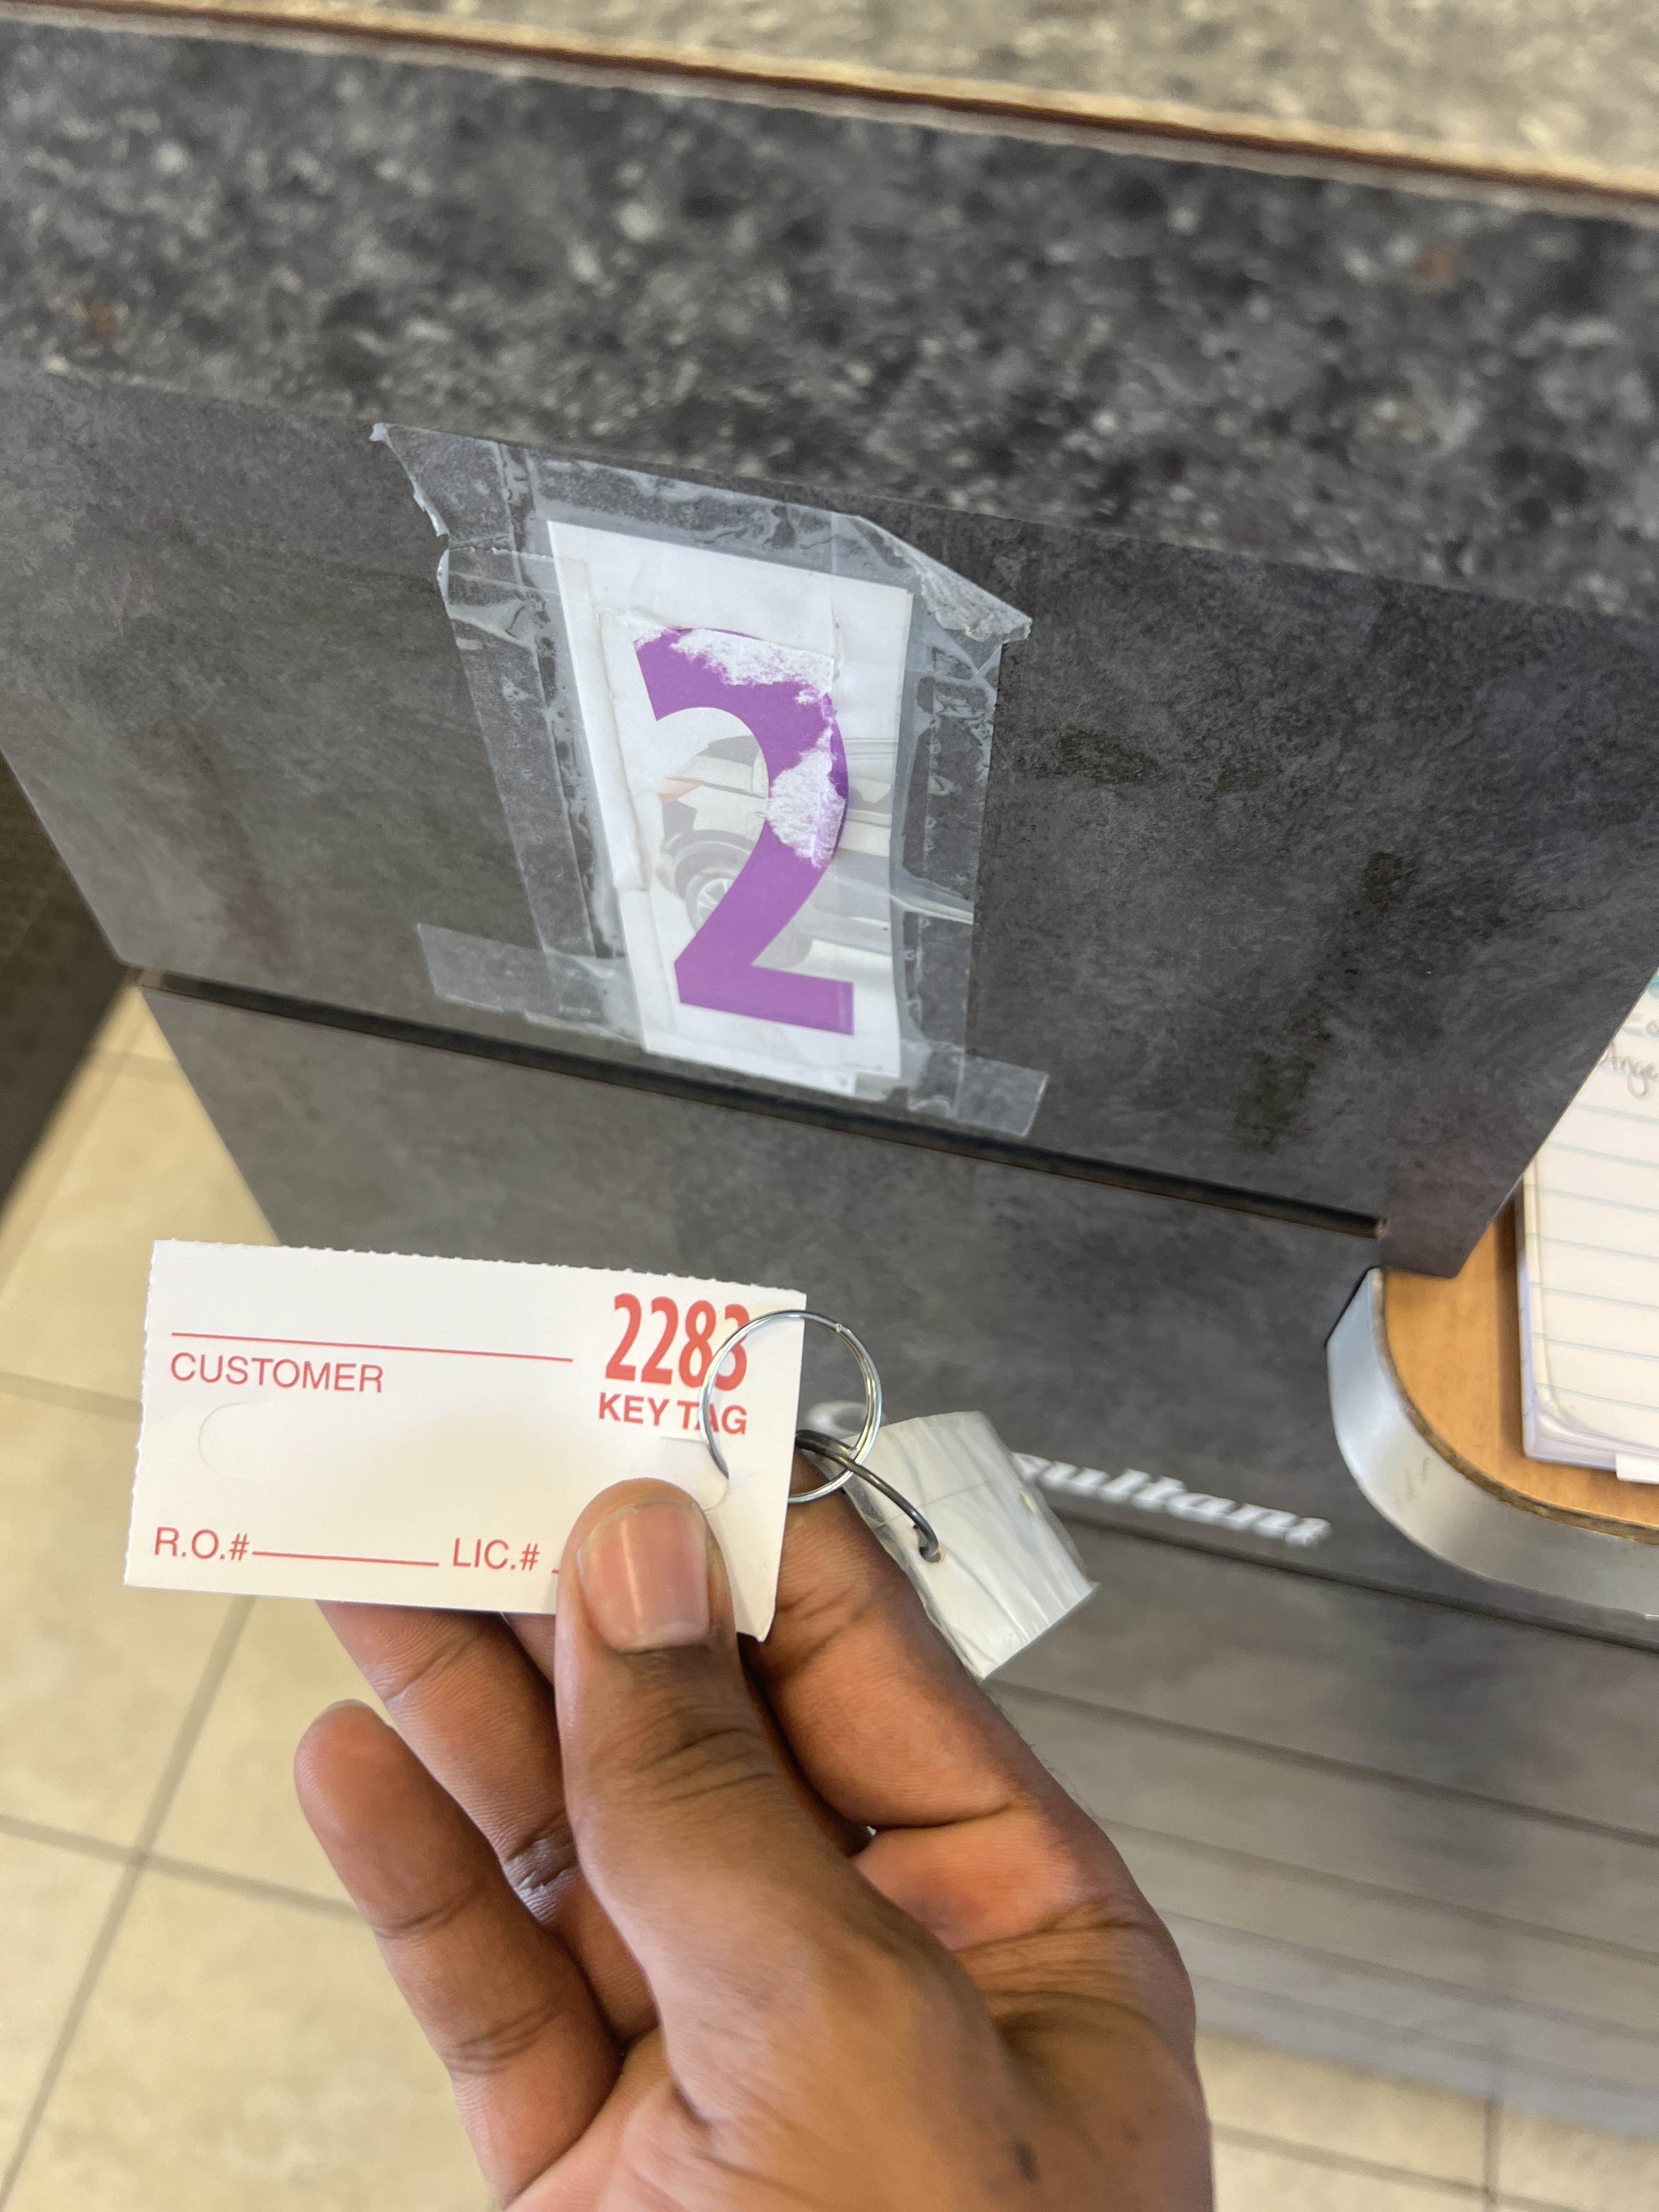 2
2283
CUSTOMER
KEY TAG
R.O.#
LIC.#